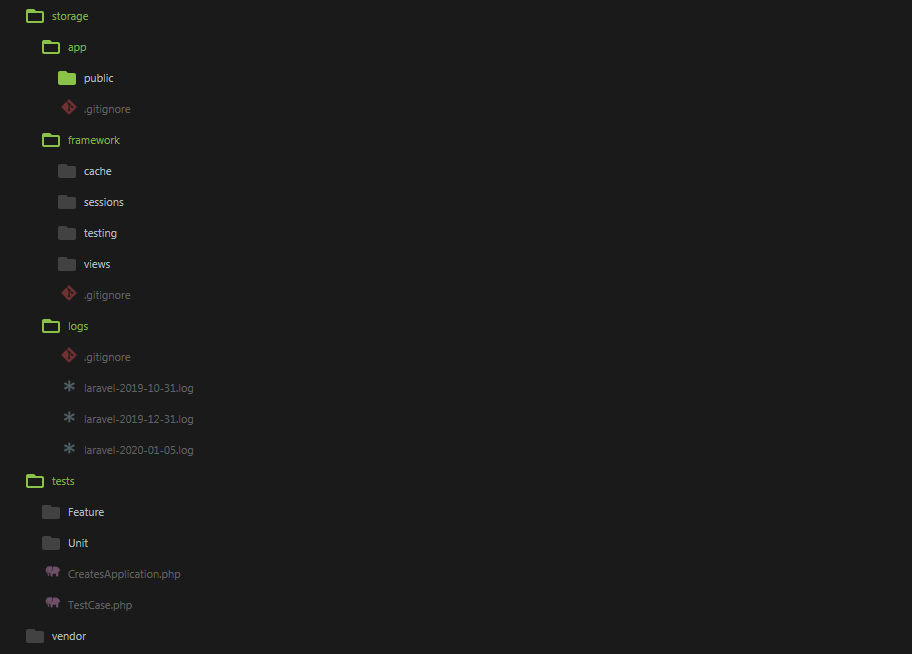 storage
app
public
.gitignore
framework
cache
sessions
testing
views
.gitignore
logs
.gitignore
laravel-2019-10-31.log
laravel-2019-12-31.log
laravel-2020-01-05.log
tests
Feature
Unit
CreatesApplication.php
TestCase.php
vendor